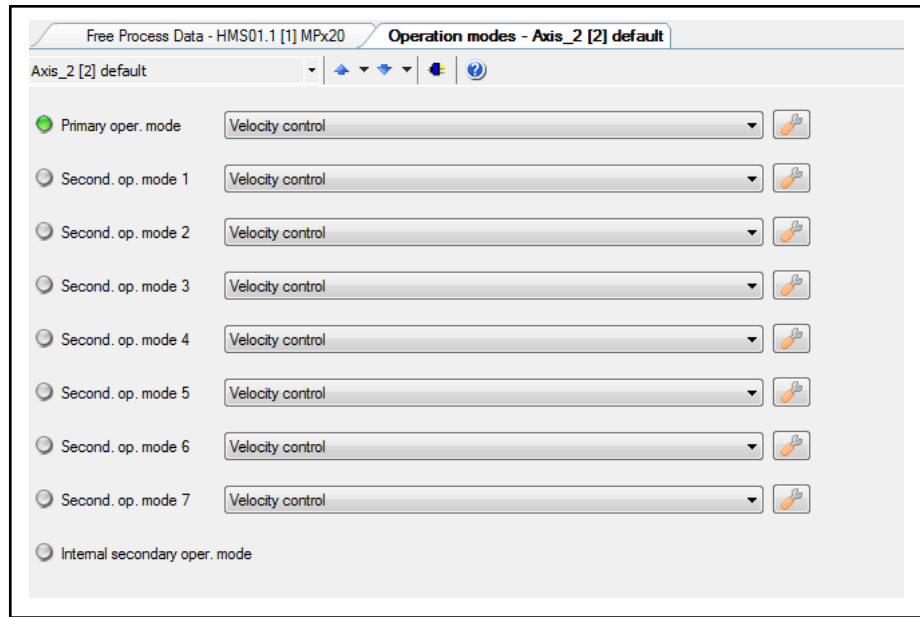 Free Process Data - HMS01.1 [1] MPx20
Operation modes - Axis_2 [2] default
Axis_2 [2] default
Primary oper. mode Velocity control
Second. op. mode 1 Velocity control
Second. op. mode 2 Velocity control
Second. op. mode 3 Velocity control
Second. op. mode 4 Velocity control
Second. op. mode 5 Velocity control
Second. op. mode 6 Velocity control
Second. op. mode 7 Velocity control
Internal secondary oper. mode